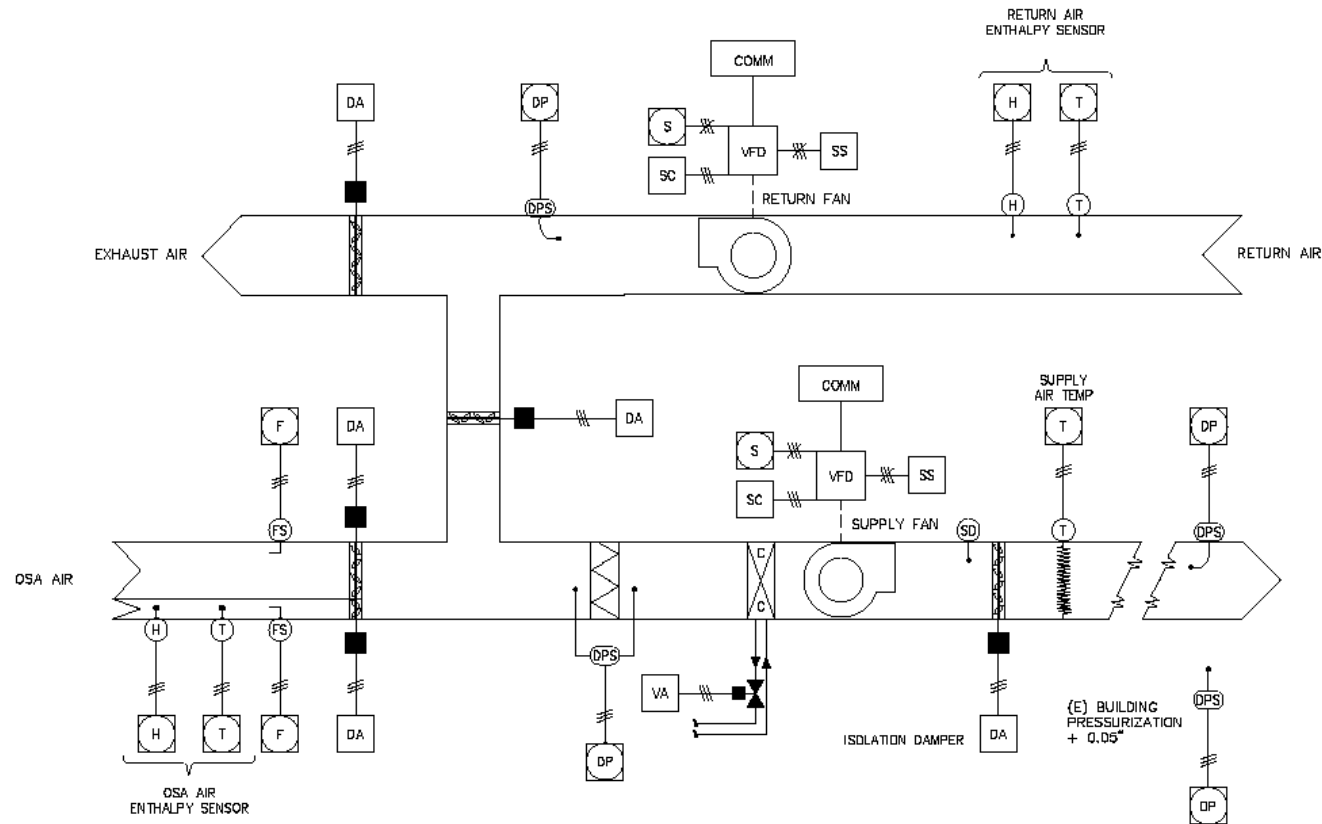 RETURN AIR
ENTHALPY SENSOR
COMM
DA
DP
S
H
T
VFD
SS
SC
RETURN FAN
DPS
H
T
EXHAUST AIR
RETURN AIR
COMM
SUPPLY
AIR TEMP
F
DA
DA
T
DP
S
VFD
SS
SC
SUPPLY FAN
FS
SD
T
DPS
OSA AIR
C
C
H
T
FS
DPS
VA
DPS
(E) BUILDING
PRESSURIZATION
+ 0.05"
H
T
F
DA
ISOLATION DAMPER
DA
DP
OSA AIR
ENTHALPY SENSOR
DP